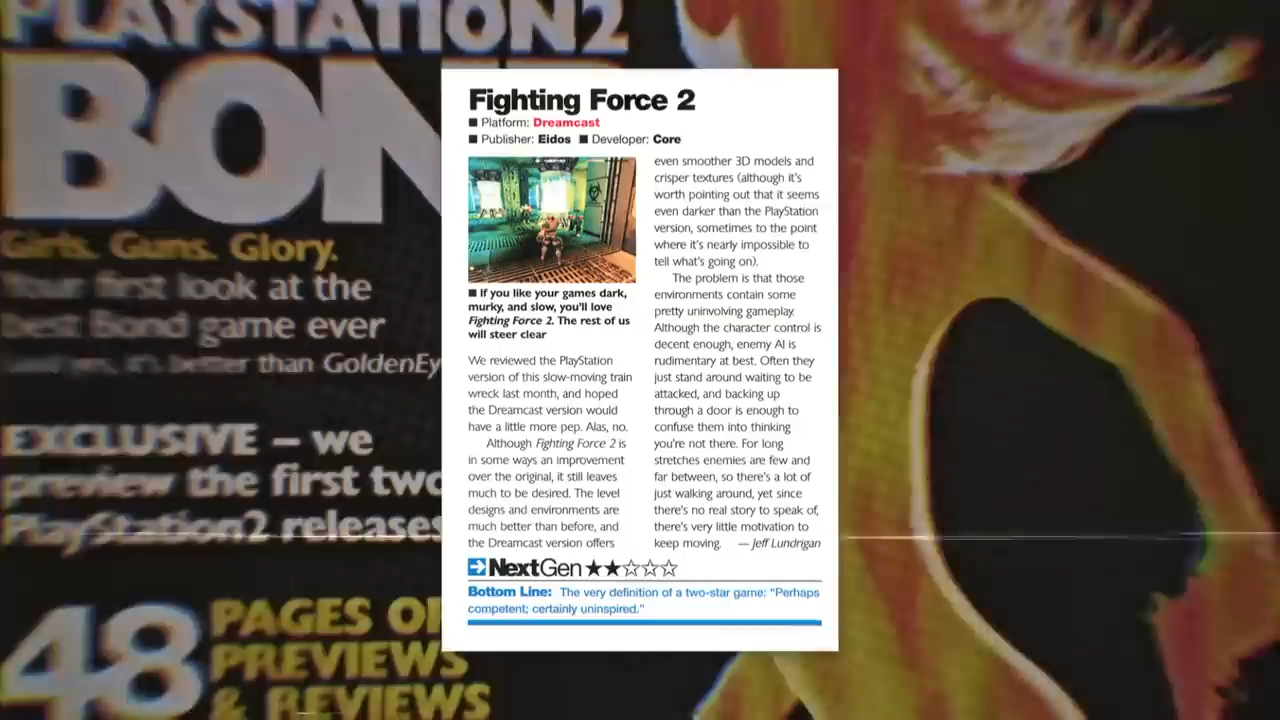 PLAYSTATION2
BON
Girls. Guns. Glory.
Your first look at the
best Bond game ever
and yes, it's better than GoldenEy
EXCLUSIVE – we
preview the first two
PlayStation2 releases
48
PAGES OF
PREVIEWS
& REVIEWS
Fighting Force 2
■ Platform: Dreamcast
■ Publisher: Eidos ■ Developer: Core
■ If you like your games dark,
murky, and slow, you'll love
Fighting Force 2. The rest of us
will steer clear
We reviewed the PlayStation
version of this slow-moving train
wreck last month, and hoped
the Dreamcast version would
have a little more pep. Alas, no.
Although Fighting Force 2 is
in some ways an improvement
over the original, it still leaves
much to be desired. The level
designs and environments are
much better than before, and
the Dreamcast version offers
even smoother 3D models and
crisper textures (although it's
worth pointing out that it seems
even darker than the PlayStation
version, sometimes to the point
where it's nearly impossible to
tell what's going on).
The problem is that those
environments contain some
pretty uninvolving gameplay.
Although the character control is
decent enough, enemy AI is
rudimentary at best. Often they
just stand around waiting to be
attacked, and backing up
through a door is enough to
confuse them into thinking
you're not there. For long
stretches enemies are few and
far between, so there's a lot of
just walking around, yet since
there's no real story to speak of,
there's very little motivation to
keep moving. — Jeff Lundrigan
NextGen ★★☆☆☆
Bottom Line: The very definition of a two-star game: “Perhaps
competent; certainly uninspired.”